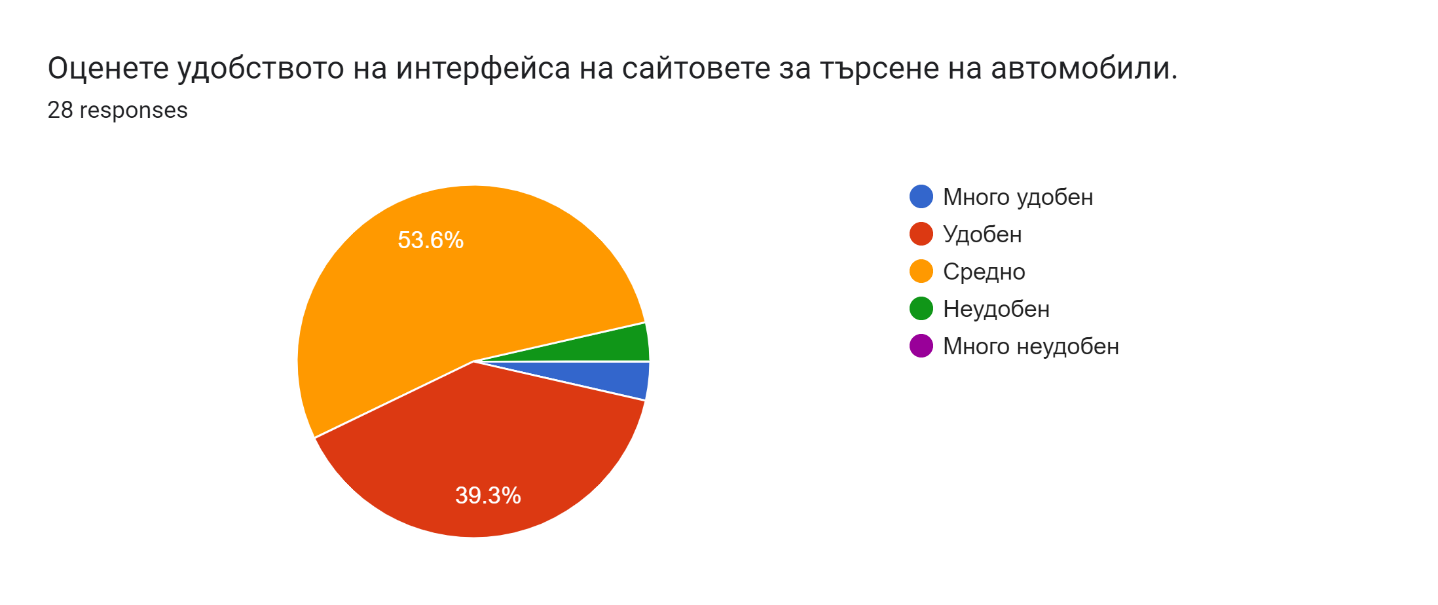 Оценете удобството на интерфейса на сайтовете за търсене на автомобили.
28 responses
53.6%
39.3%
Много удобен
Удобен
Средно
Неудобен
Много неудобен